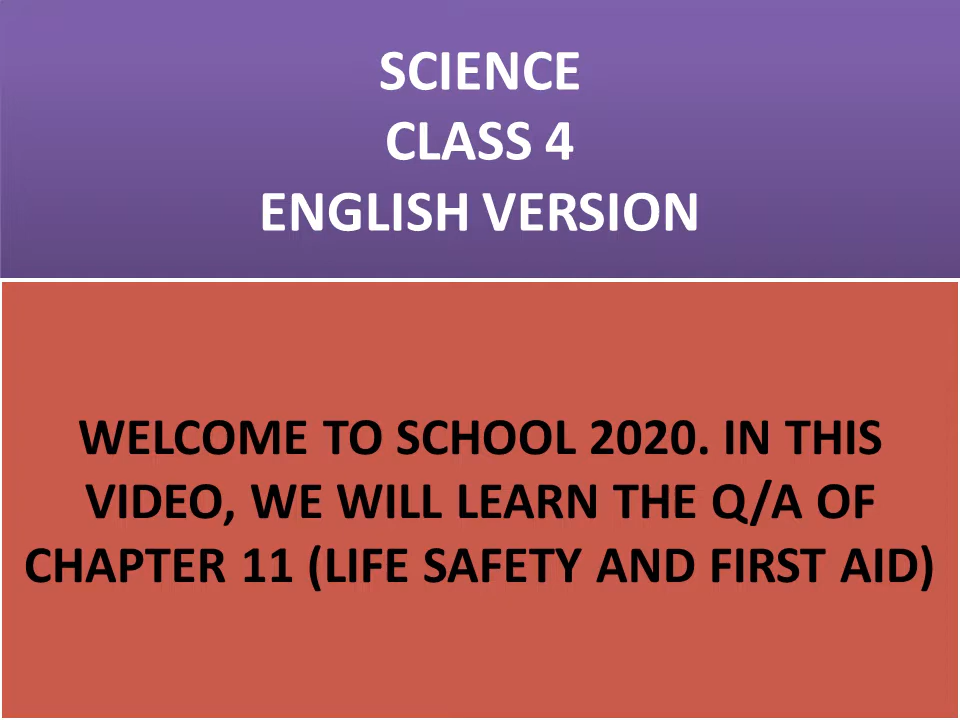 SCIENCE
CLASS 4
ENGLISH VERSION
WELCOME TO SCHOOL 2020. IN THIS
VIDEO, WE WILL LEARN THE Q/A OF
CHAPTER 11 (LIFE SAFETY AND FIRST AID)